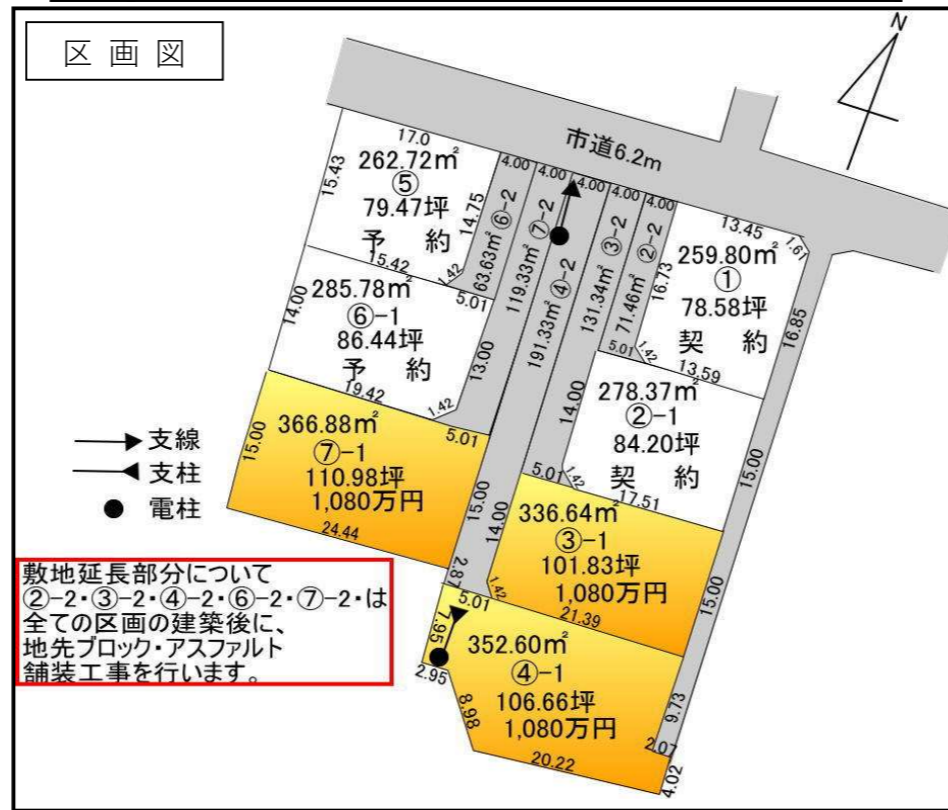 区画図
N
市道6.2m
17.0
262.72㎡
⑤
79.47坪
予 約
15.43
14.75
15.42
1.42
4.00
4.00
4.00
4.00
4.00
63.63㎡ ⑥-2
119.33㎡ ⑦-2
191.33㎡ ④-2
131.34㎡ ③-2
71.46㎡ ②-2
13.45
1.61
259.80㎡
①
78.58坪
契 約
16.73
16.85
5.01
1.42
13.59
285.78㎡
⑥-1
86.44坪
予 約
14.00
5.01
13.00
19.42
1.42
5.01
278.37㎡
②-1
84.20坪
契 約
14.00
15.00
5.01
1.42
17.51
366.88㎡
⑦-1
110.98坪
1,080万円
15.00
15.00
24.44
2.87
336.64㎡
③-1
101.83坪
1,080万円
14.00
15.00
1.42
21.39
5.01
352.60㎡
④-1
106.66坪
1,080万円
7.95
2.95
8.98
20.22
9.73
2.07
4.02
支線
支柱
電柱
敷地延長部分について
②-2・③-2・④-2・⑥-2・⑦-2・は
全ての区画の建築後に、
地先ブロック・アスファルト
舗装工事を行います。